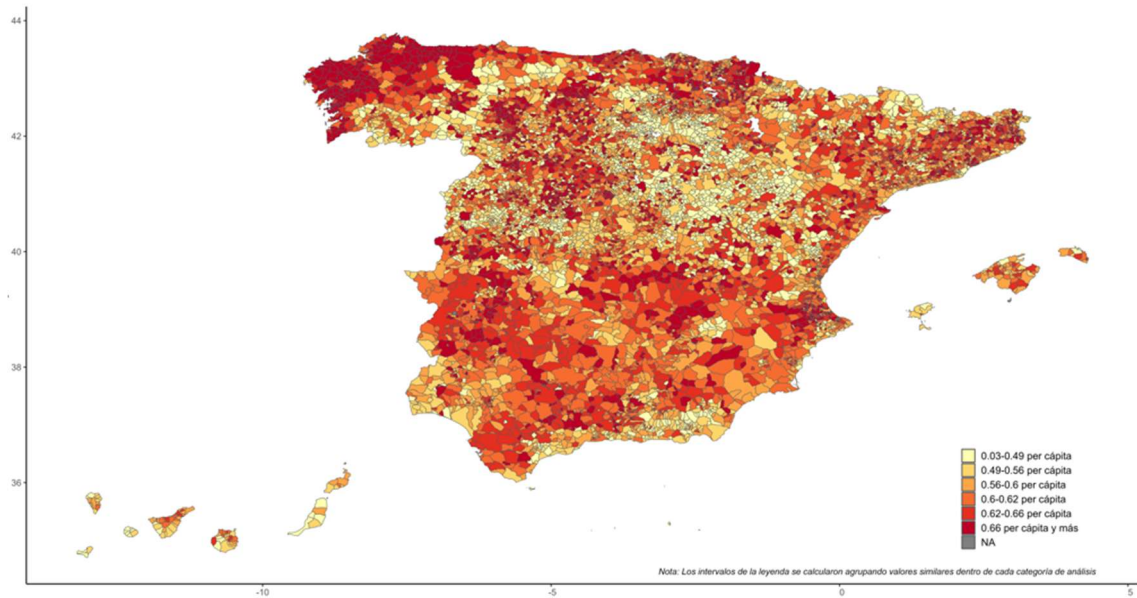 44
42
40
38
36
-10
-5
0
5
0.03-0.49 per cápita
0.49-0.56 per cápita
0.56-0.6 per cápita
0.6-0.62 per cápita
0.62-0.66 per cápita
0.66 per cápita y más
NA
Nota: Los intervalos de la leyenda se calcularon agrupando valores similares dentro de cada categoría de análisis